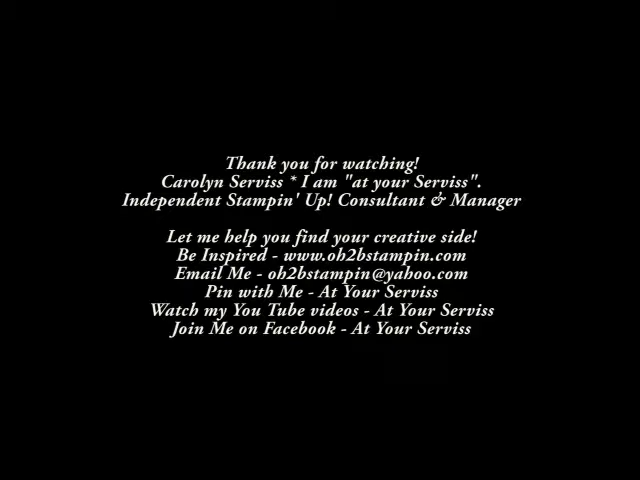 Thank you for watching!
Carolyn Serviss * I am "at your Serviss".
Independent Stampin' Up! Consultant & Manager
Let me help you find your creative side!
Be Inspired - www.oh2bstampin.com
Email Me - oh2bstampin@yahoo.com
Pin with Me - At Your Serviss
Watch my You Tube videos - At Your Serviss
Join Me on Facebook - At Your Serviss